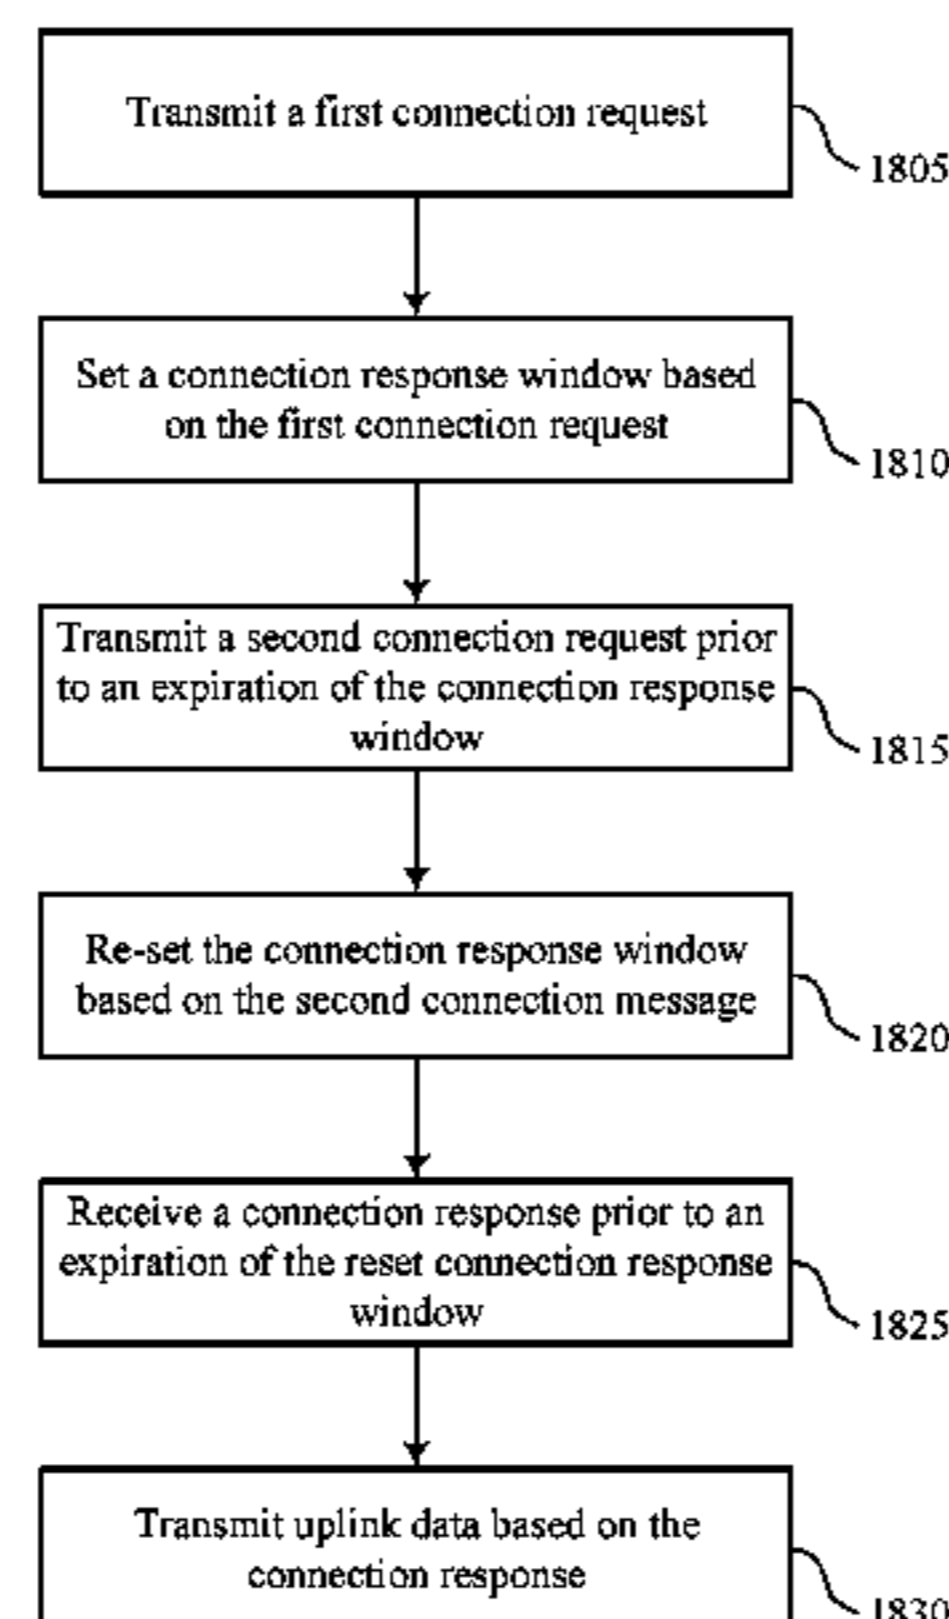 Transmit a first connection request
1805
Set a connection response window based
on the first connection request
1810
Transmit a second connection request prior
to an expiration of the connection response
window
1815
Re-set the connection response window
based on the second connection message
1820
Receive a connection response prior to an
expiration of the reset connection response
window
1825
Transmit uplink data based on the
connection response
1830